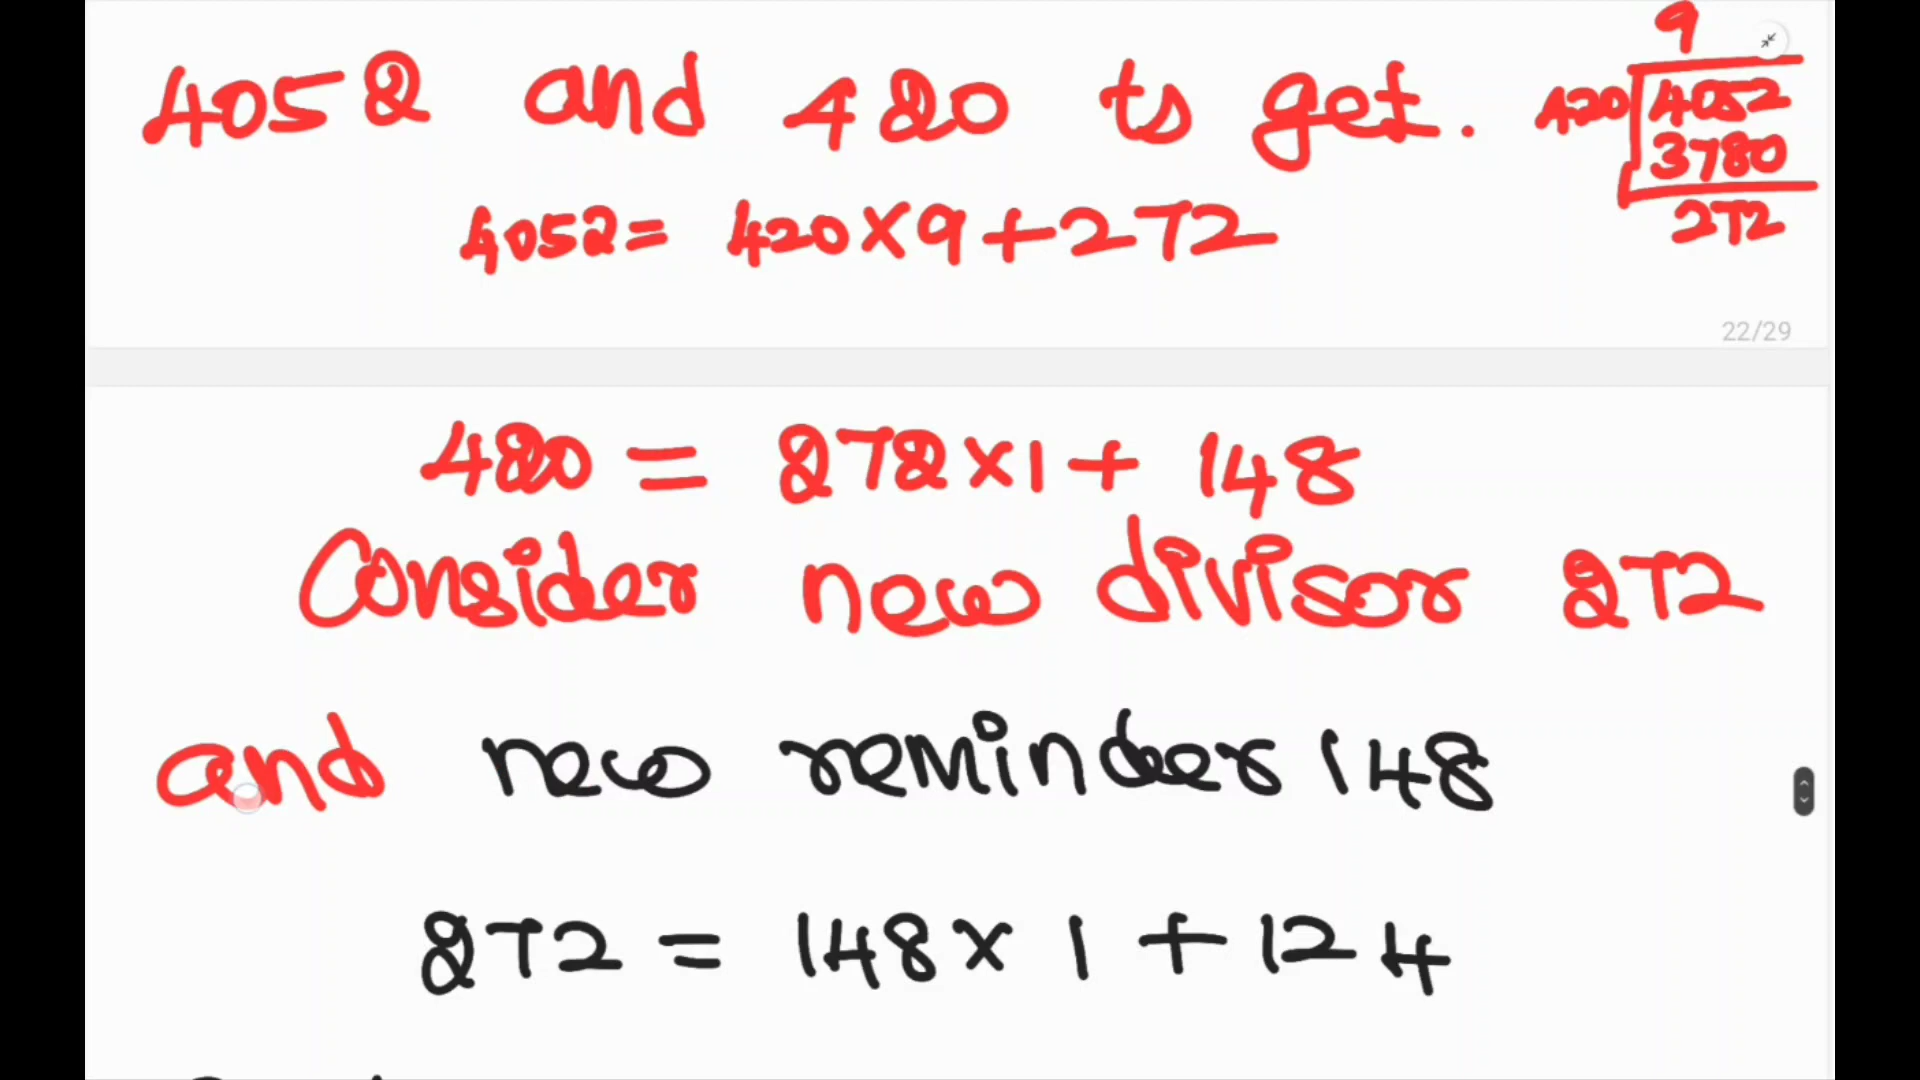 4052 and 420 to get.
9
420 4052
3780
272
4052 = 420 × 9 + 272
22/29
420 = 272 × 1 + 148
Consider new divisor 272
and new reminder 148
272 = 148 × 1 + 124